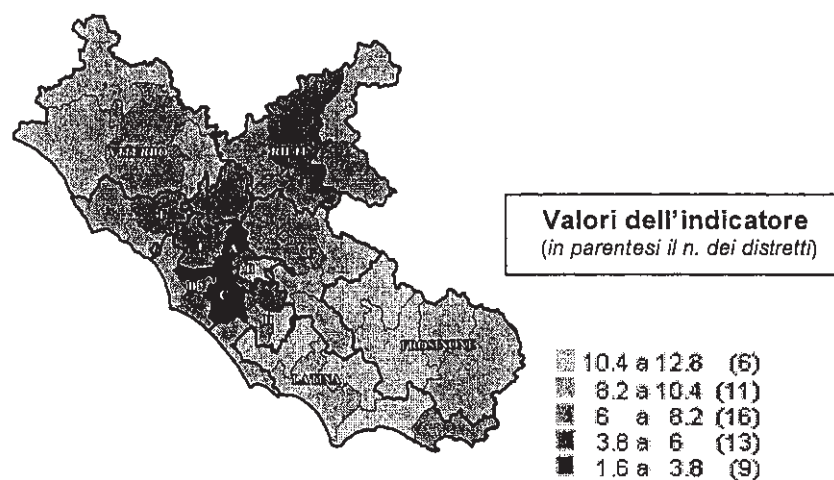 VITERBO
RIETI
FROSINONE
LATINA
Valori dell'indicatore
(in parentesi il n. dei distretti)
10.4 a 12.8 (6)
8.2 a 10.4 (11)
6 a 8.2 (16)
3.8 a 6 (13)
1.6 a 3.8 (9)